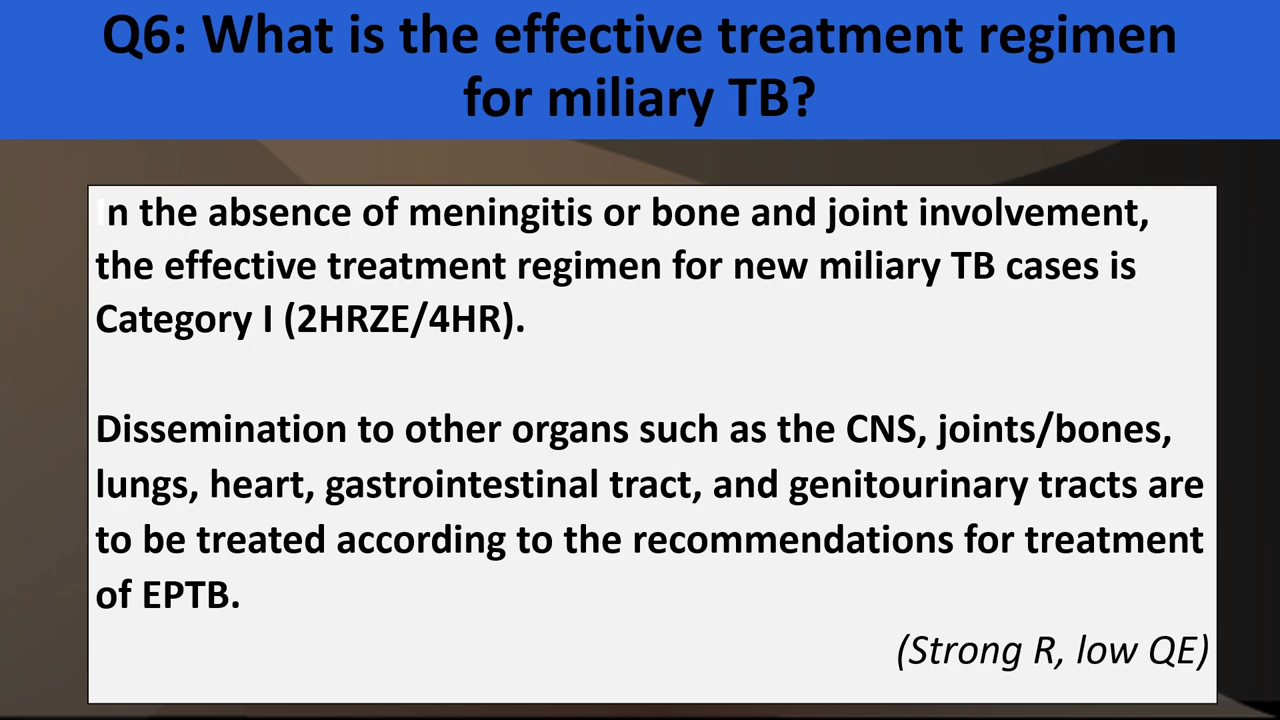 Q6: What is the effective treatment regimen
for miliary TB?
In the absence of meningitis or bone and joint involvement,
the effective treatment regimen for new miliary TB cases is
Category I (2HRZE/4HR).
Dissemination to other organs such as the CNS, joints/bones,
lungs, heart, gastrointestinal tract, and genitourinary tracts are
to be treated according to the recommendations for treatment
of EPTB.
(Strong R, low QE)